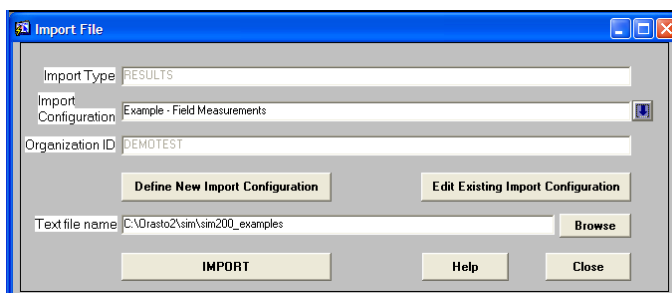 Import File
Import Type RESULTS
Import
Configuration Example - Field Measurements
Organization ID DEMOTEST
Define New Import Configuration Edit Existing Import Configuration
Text file name C:\Orasto2\sim\sim200_examples Browse
IMPORT Help Close